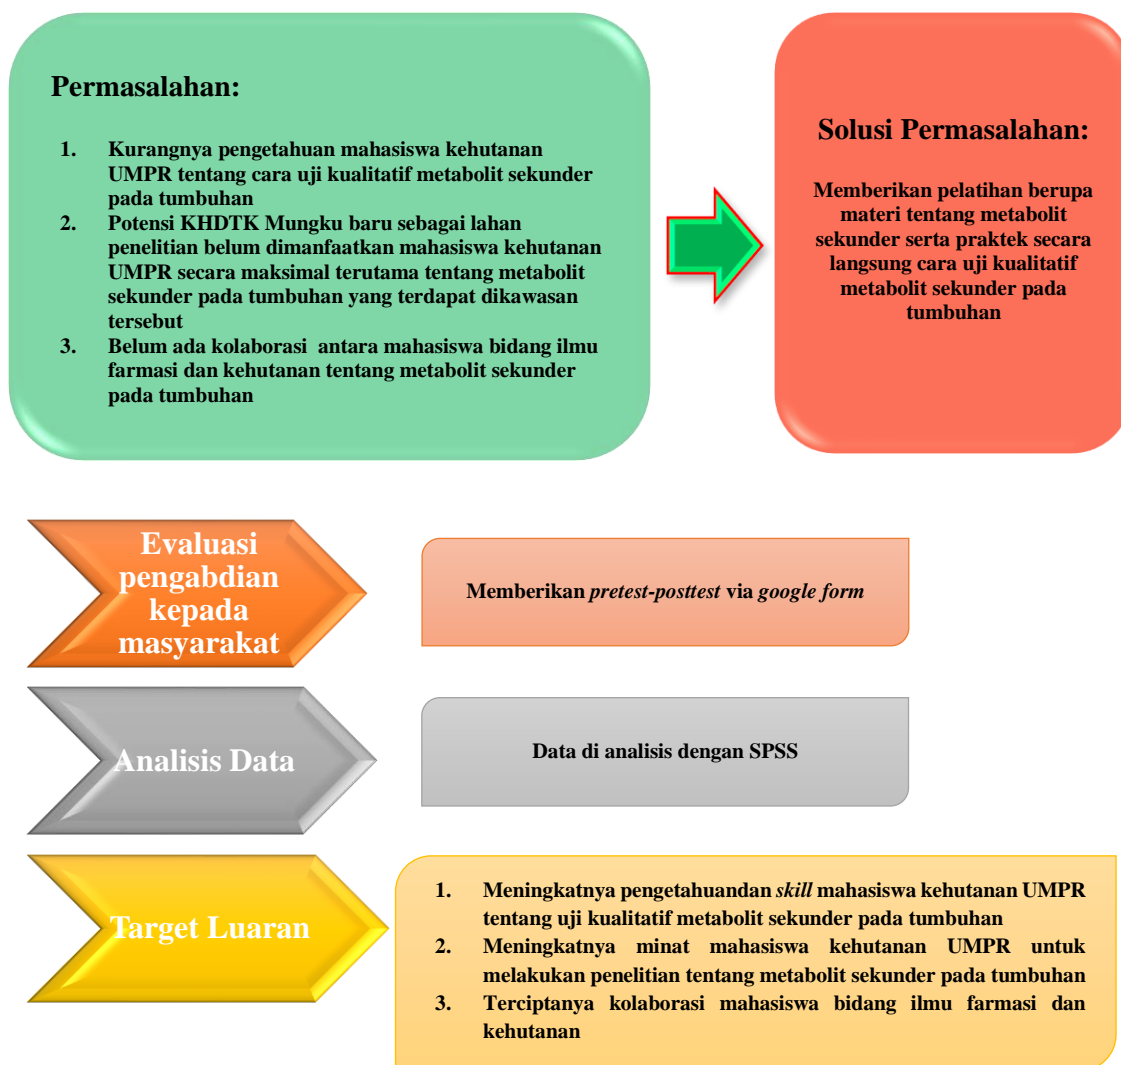 Permasalahan:
1. Kurangnya pengetahuan mahasiswa kehutanan
UMPR tentang cara uji kualitatif metabolit sekunder
pada tumbuhan
2. Potensi KHDTK Mungku baru sebagai lahan
penelitian belum dimanfaatkan mahasiswa kehutanan
UMPR secara maksimal terutama tentang metabolit
sekunder pada tumbuhan yang terdapat dikawasan
tersebut
3. Belum ada kolaborasi antara mahasiswa bidang ilmu
farmasi dan kehutanan tentang metabolit sekunder
pada tumbuhan
Solusi Permasalahan:
Memberikan pelatihan berupa
materi tentang metabolit
sekunder serta praktek secara
langsung cara uji kualitatif
metabolit sekunder pada
tumbuhan
Evaluasi
pengabdian
kepada
masyarakat
Memberikan pretest-posttest via google form
Analisis Data
Data di analisis dengan SPSS
Target Luaran
1. Meningkatnya pengetahuandan skill mahasiswa kehutanan UMPR
tentang uji kualitatif metabolit sekunder pada tumbuhan
2. Meningkatnya minat mahasiswa kehutanan UMPR untuk
melakukan penelitian tentang metabolit sekunder pada tumbuhan
3. Terciptanya kolaborasi mahasiswa bidang ilmu farmasi dan
kehutanan